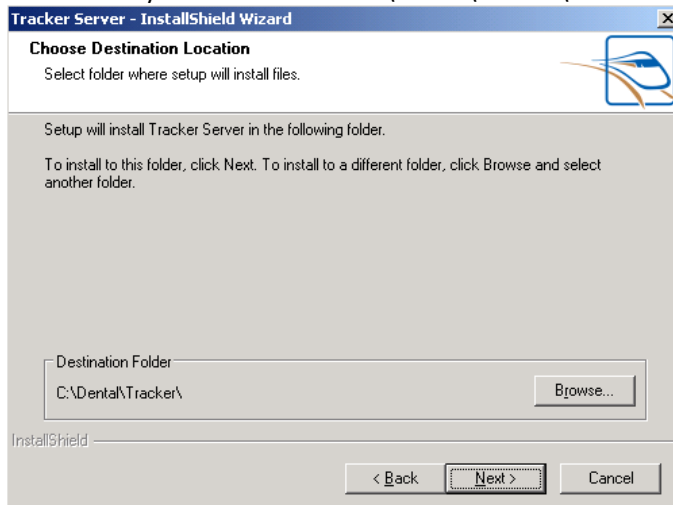 Tracker Server - InstallShield Wizard
Choose Destination Location
Select folder where setup will install files.
Setup will install Tracker Server in the following folder.
To install to this folder, click Next. To install to a different folder, click Browse and select
another folder.
Destination Folder
C:\Dental\Tracker\
Browse...
InstallShield
< Back
Next >
Cancel